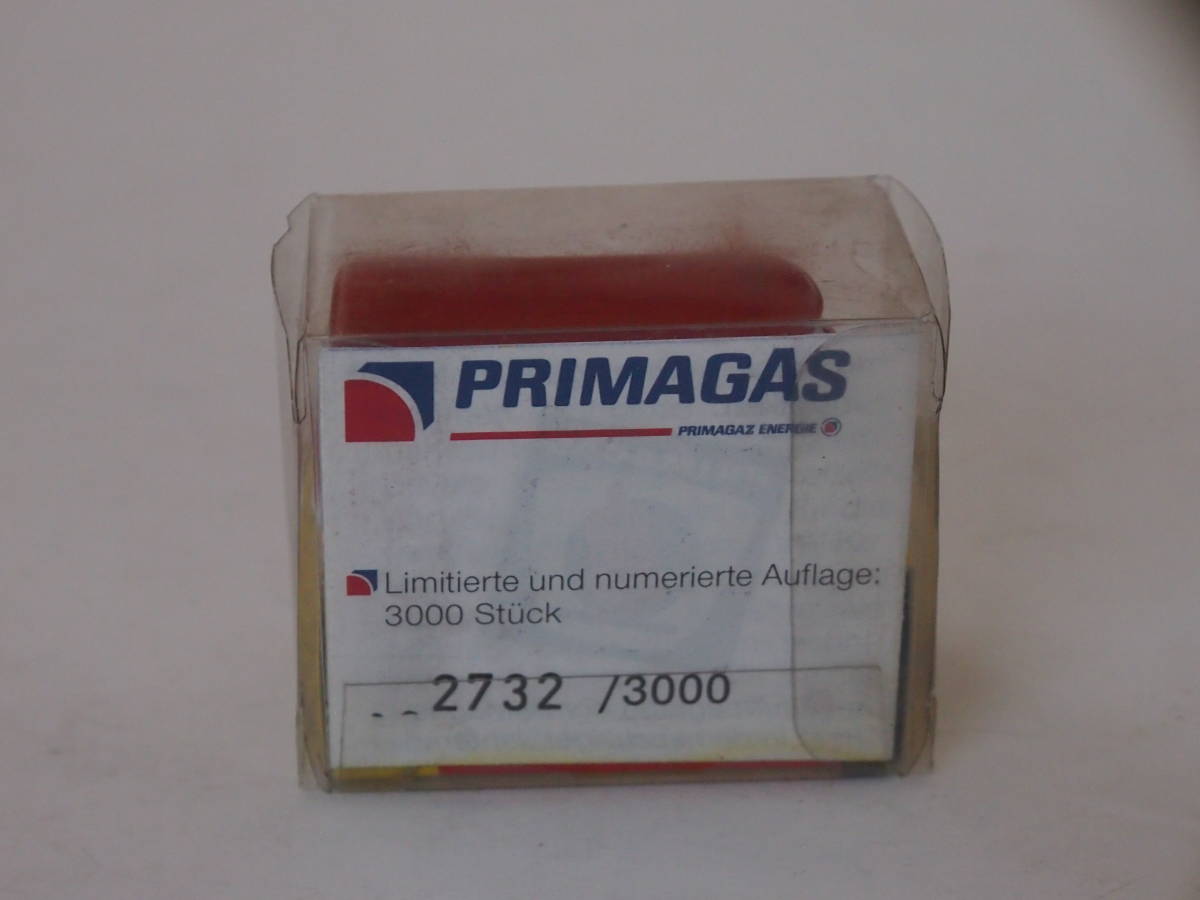 PRIMAGAS
PRIMAGAZ ENERGIE
Limitierte und numerierte Auflage:
3000 Stück
2732 /3000